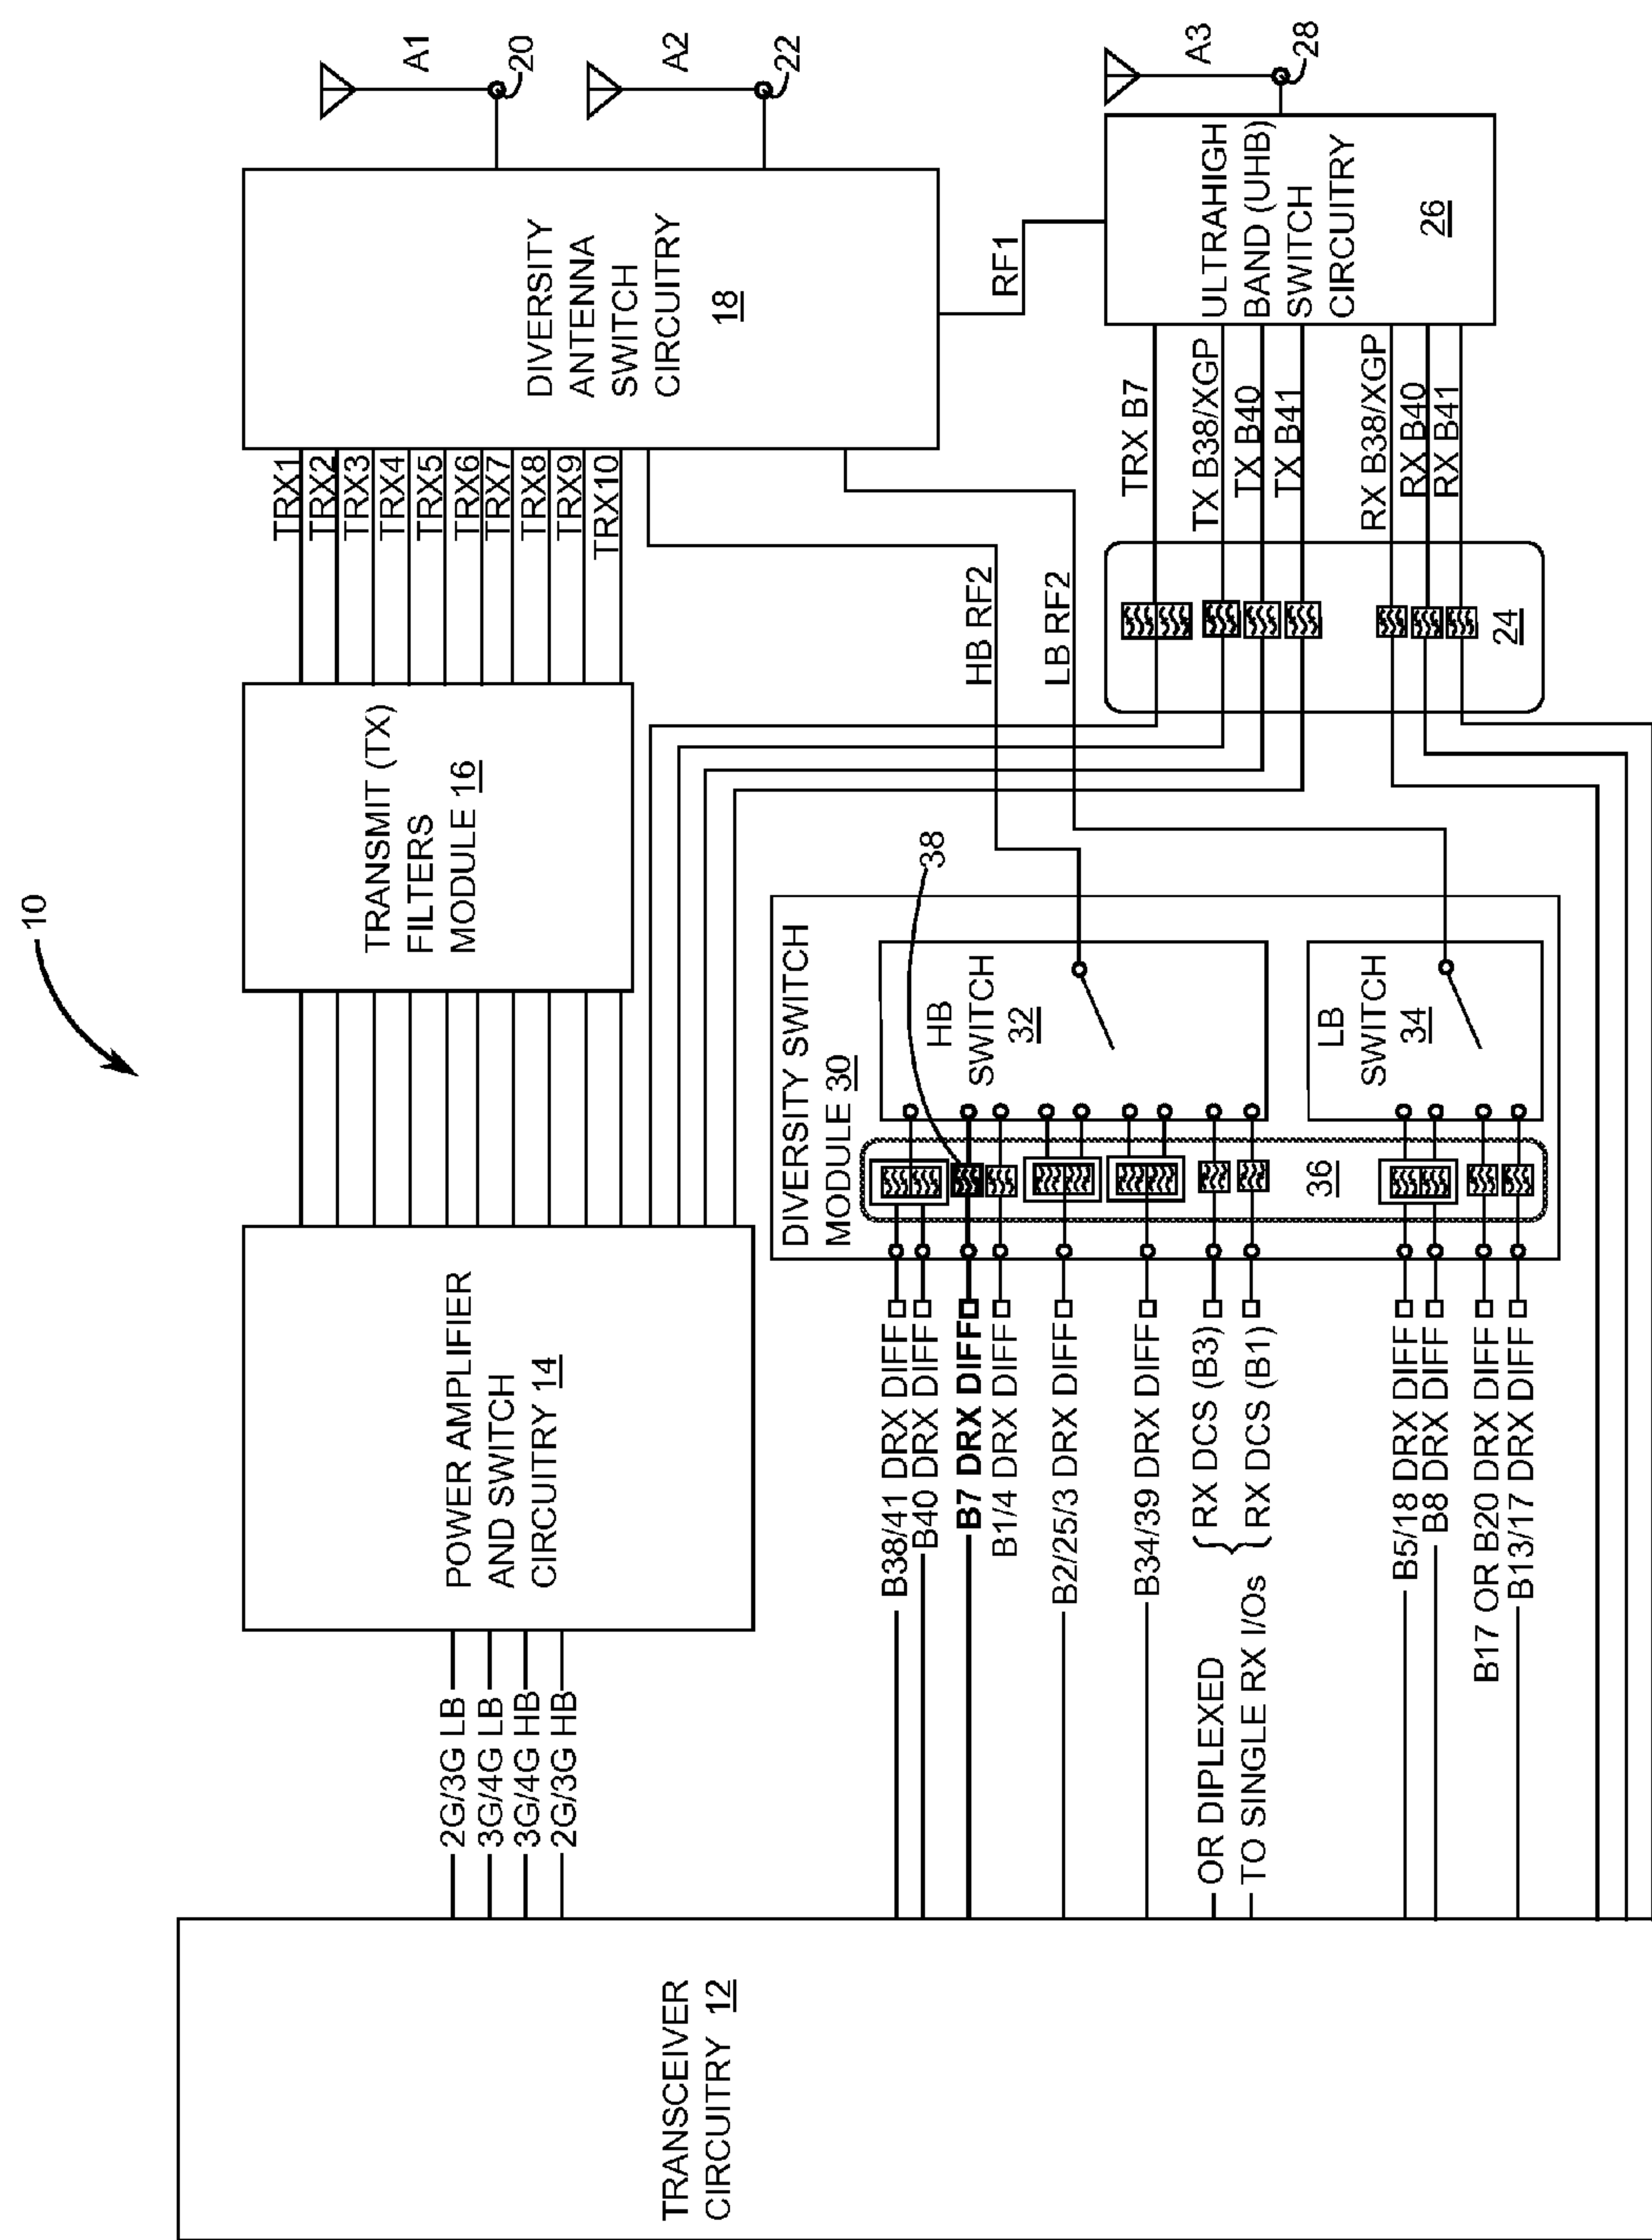 10
TRANSCEIVER
CIRCUITRY 12
2G/3G LB
3G/4G LB
3G/4G HB
2G/3G HB
POWER AMPLIFIER
AND SWITCH
CIRCUITRY 14
TRANSMIT (TX)
FILTERS
MODULE 16
TRX1
TRX2
TRX3
TRX4
TRX5
TRX6
TRX7
TRX8
TRX9
TRX10
DIVERSITY
ANTENNA
SWITCH
CIRCUITRY
18
A1
20
A2
22
RF1
HB RF2
LB RF2
A3
28
ULTRAHIGH
BAND (UHB)
SWITCH
CIRCUITRY
26
TRX B7
TX B38/XGP
TX B40
TX B41
RX B38/XGP
RX B40
RX B41
24
DIVERSITY SWITCH
MODULE 30
38
HB
SWITCH
32
LB
SWITCH
34
36
B38/41 DRX DIFF
B40 DRX DIFF
B7 DRX DIFF
B1/4 DRX DIFF
B2/25/3 DRX DIFF
B34/39 DRX DIFF
OR DIPLEXED
TO SINGLE RX I/Os
RX DCS (B3)
RX DCS (B1)
B5/18 DRX DIFF
B8 DRX DIFF
B17 OR B20 DRX DIFF
B13/17 DRX DIFF